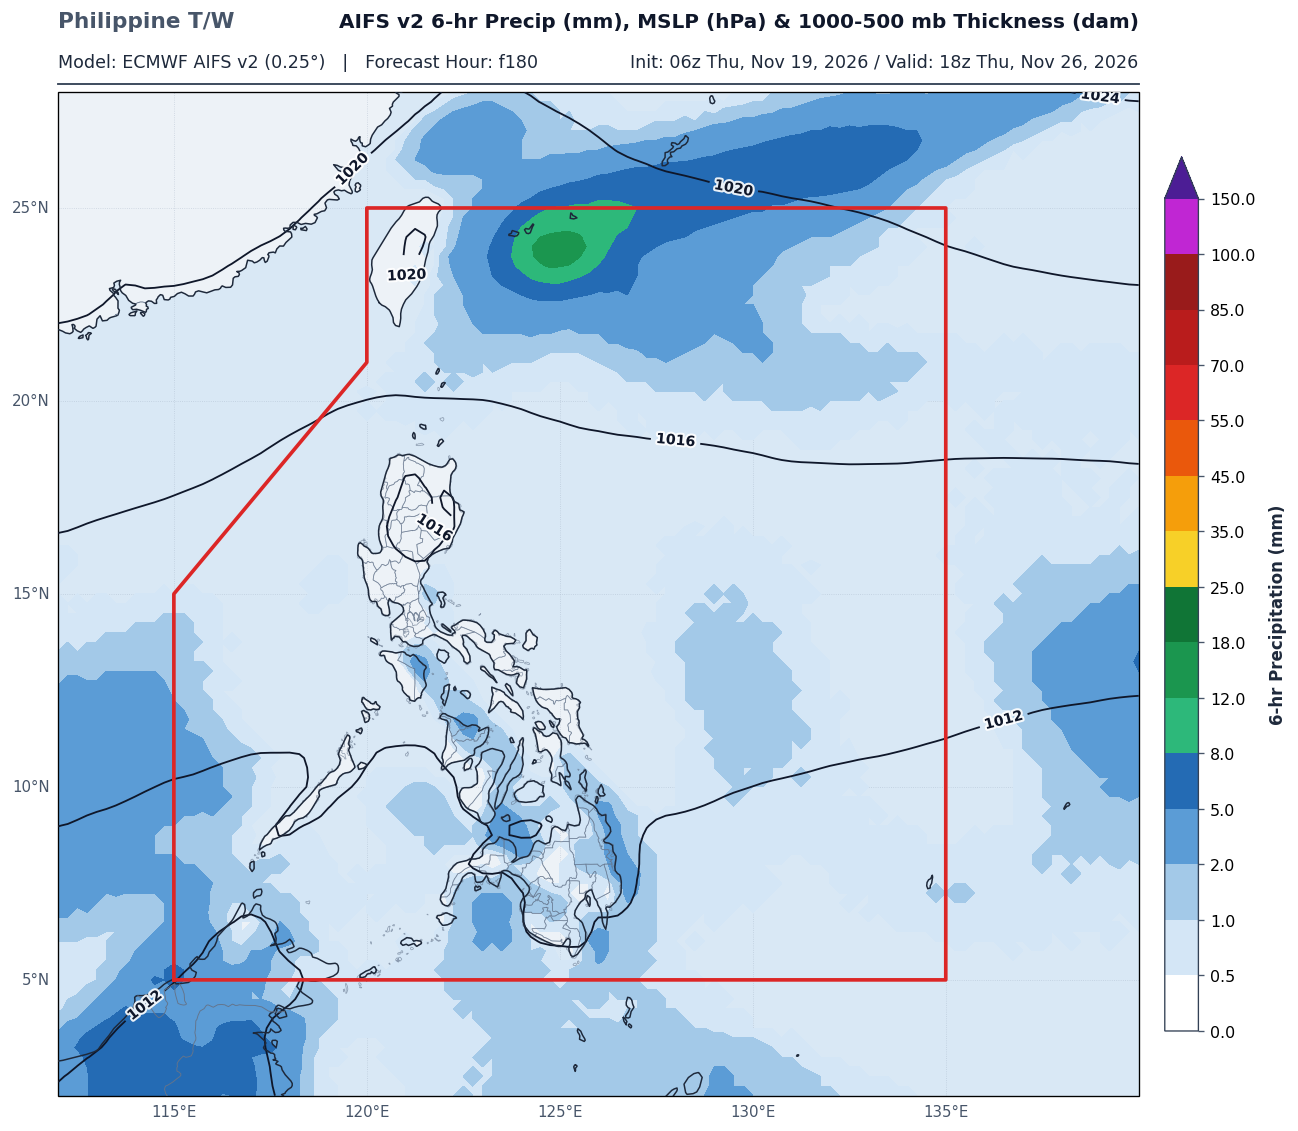 Philippine T/W
AIFS v2 6-hr Precip (mm), MSLP (hPa) & 1000-500 mb Thickness (dam)
Model: ECMWF AIFS v2 (0.25°) | Forecast Hour: f180
Init: 06z Thu, Nov 19, 2026 / Valid: 18z Thu, Nov 26, 2026
1024
1020
1020
1020
1016
1016
1012
1012
25°N
20°N
15°N
10°N
5°N
115°E
120°E
125°E
130°E
135°E
150.0
100.0
85.0
70.0
55.0
45.0
35.0
25.0
18.0
12.0
8.0
5.0
2.0
1.0
0.5
0.0
6-hr Precipitation (mm)